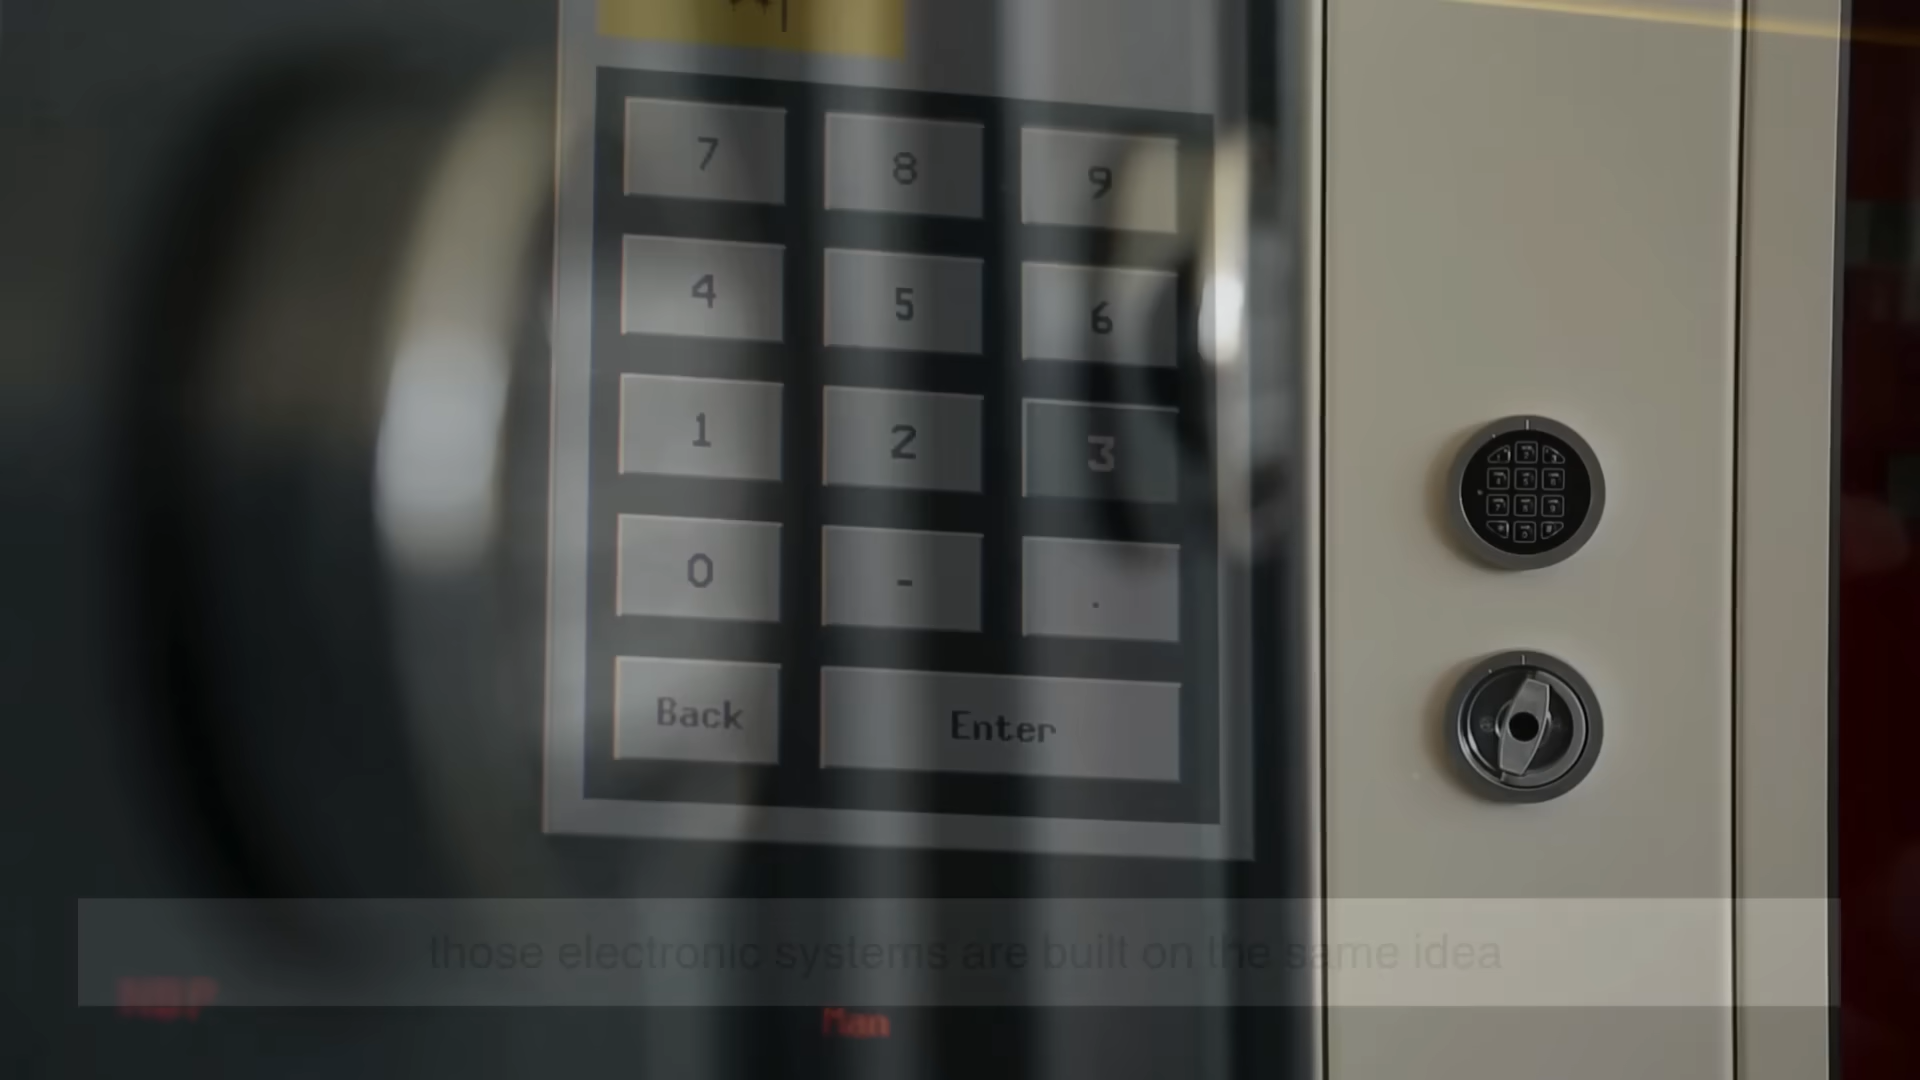 7 8 9
4 5 6
1 2 3
0 - .
Back Enter
those electronic systems are built on the same idea
Man